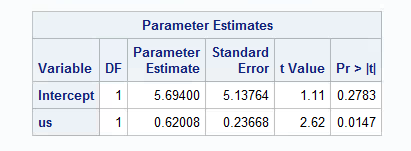 Parameter Estimates
Parameter Standard
Variable DF Estimate Error t Value Pr > |t|
Intercept 1 5.69400 5.13764 1.11 0.2783
us 1 0.62008 0.23668 2.62 0.0147